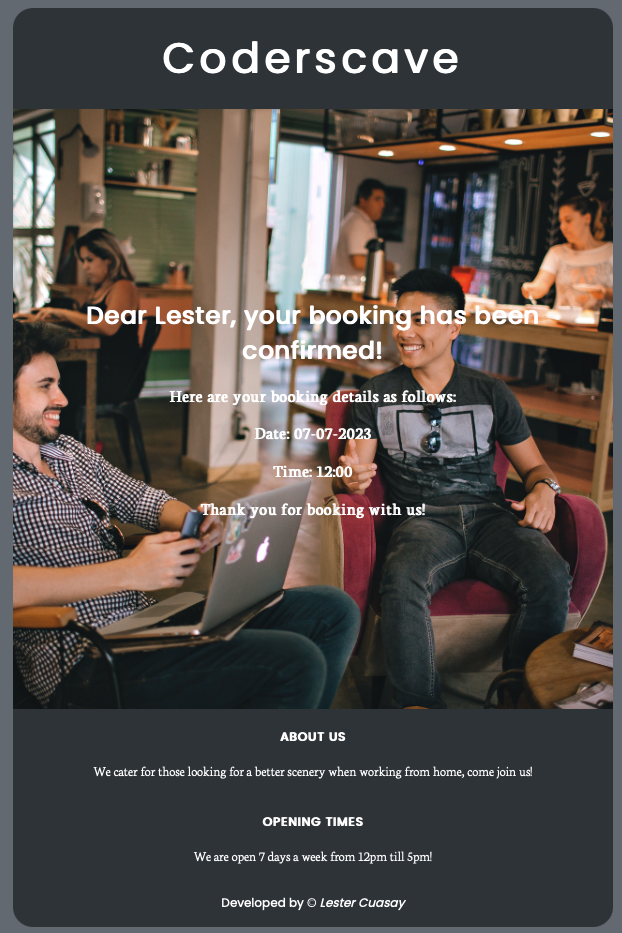 Coderscave
Dear Lester, your booking has been
confirmed!
Here are your booking details as follows:
Date: 07-07-2023
Time: 12:00
Thank you for booking with us!
ABOUT US
We cater for those looking for a better scenery when working from home, come join us!
OPENING TIMES
We are open 7 days a week from 12pm till 5pm!
Developed by © Lester Cuasay